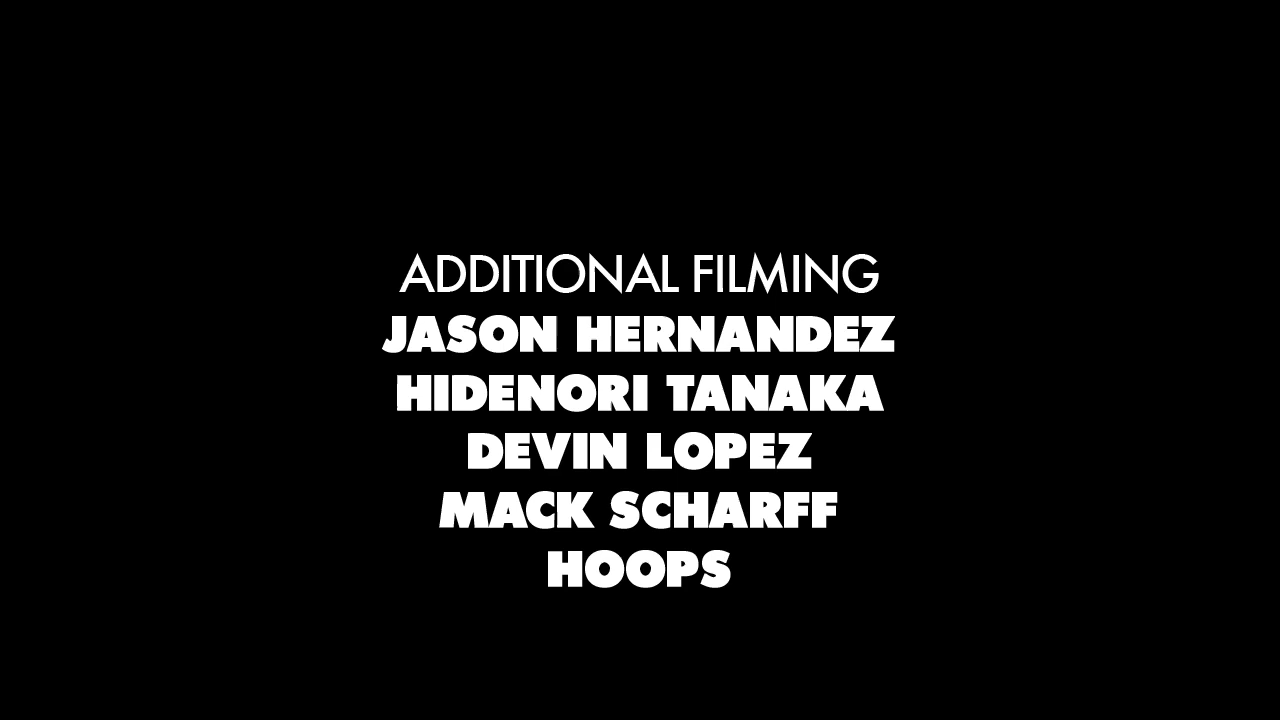 ADDITIONAL FILMING
JASON HERNANDEZ
HIDENORI TANAKA
DEVIN LOPEZ
MACK SCHARFF
HOOPS